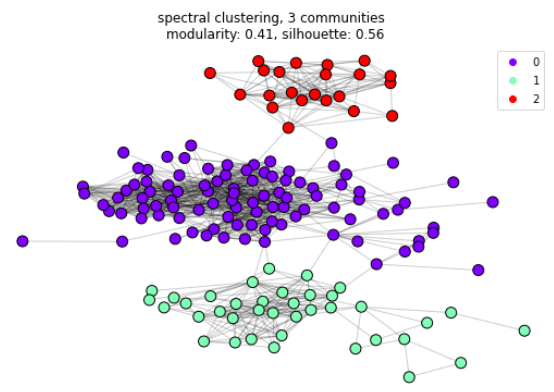 spectral clustering, 3 communities
modularity: 0.41, silhouette: 0.56
0
1
2